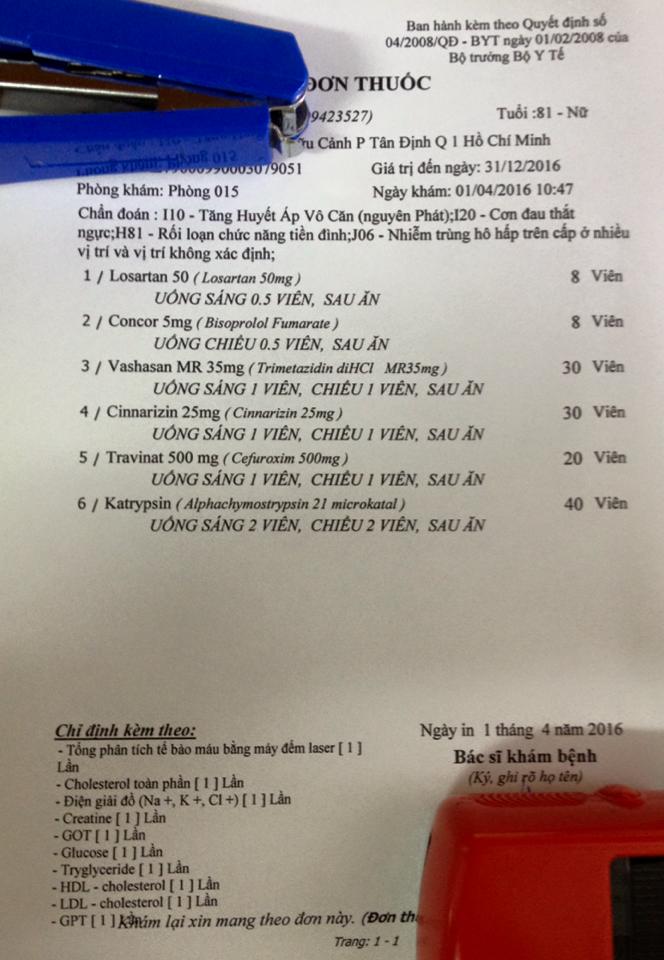 Ban hành kèm theo Quyết định số
04/2008/QĐ - BYT ngày 01/02/2008 của
Bộ trưởng Bộ Y Tế
ĐƠN THUỐC
9423527) Tuổi :81 - Nữ
Cảnh P Tân Định Q 1 Hồ Chí Minh
0003079051 Giá trị đến ngày: 31/12/2016
Phòng khám: Phòng 015 Ngày khám: 01/04/2016 10:47
Chẩn đoán : I10 - Tăng Huyết Áp Vô Căn (nguyên Phát);I20 - Cơn đau thắt
ngực;H81 - Rối loạn chức năng tiền đình;J06 - Nhiễm trùng hô hấp trên cấp ở nhiều
vị trí và vị trí không xác định;
1 / Losartan 50 ( Losartan 50mg ) 8 Viên
UỐNG SÁNG 0.5 VIÊN, SAU ĂN
2 / Concor 5mg ( Bisoprolol Fumarate ) 8 Viên
UỐNG CHIỀU 0.5 VIÊN, SAU ĂN
3 / Vashasan MR 35mg ( Trimetazidin diHCl MR35mg ) 30 Viên
UỐNG SÁNG 1 VIÊN, CHIỀU 1 VIÊN, SAU ĂN
4 / Cinnarizin 25mg ( Cinnarizin 25mg ) 30 Viên
UỐNG SÁNG 1 VIÊN, CHIỀU 1 VIÊN, SAU ĂN
5 / Travinat 500 mg ( Cefuroxim 500mg ) 20 Viên
UỐNG SÁNG 1 VIÊN, CHIỀU 1 VIÊN, SAU ĂN
6 / Katrypsin ( Alphachymostrypsin 21 microkatal ) 40 Viên
UỐNG SÁNG 2 VIÊN, CHIỀU 2 VIÊN, SAU ĂN
Chỉ định kèm theo: Ngày in 1 tháng 4 năm 2016
- Tổng phân tích tế bào máu bằng máy đếm laser [ 1 ]
Lần
Bác sĩ khám bệnh
(Ký, ghi rõ họ tên)
- Cholesterol toàn phần [ 1 ] Lần
- Điện giải đồ (Na +, K +, Cl +) [ 1 ] Lần
- Creatine [ 1 ] Lần
- GOT [ 1 ] Lần
- Glucose [ 1 ] Lần
- Tryglyceride [ 1 ] Lần
- HDL - cholesterol [ 1 ] Lần
- LDL - cholesterol [ 1 ] Lần
- GPT [ 1 ] Lần
Khám lại xin mang theo đơn này. (Đơn
Trang: 1 - 1